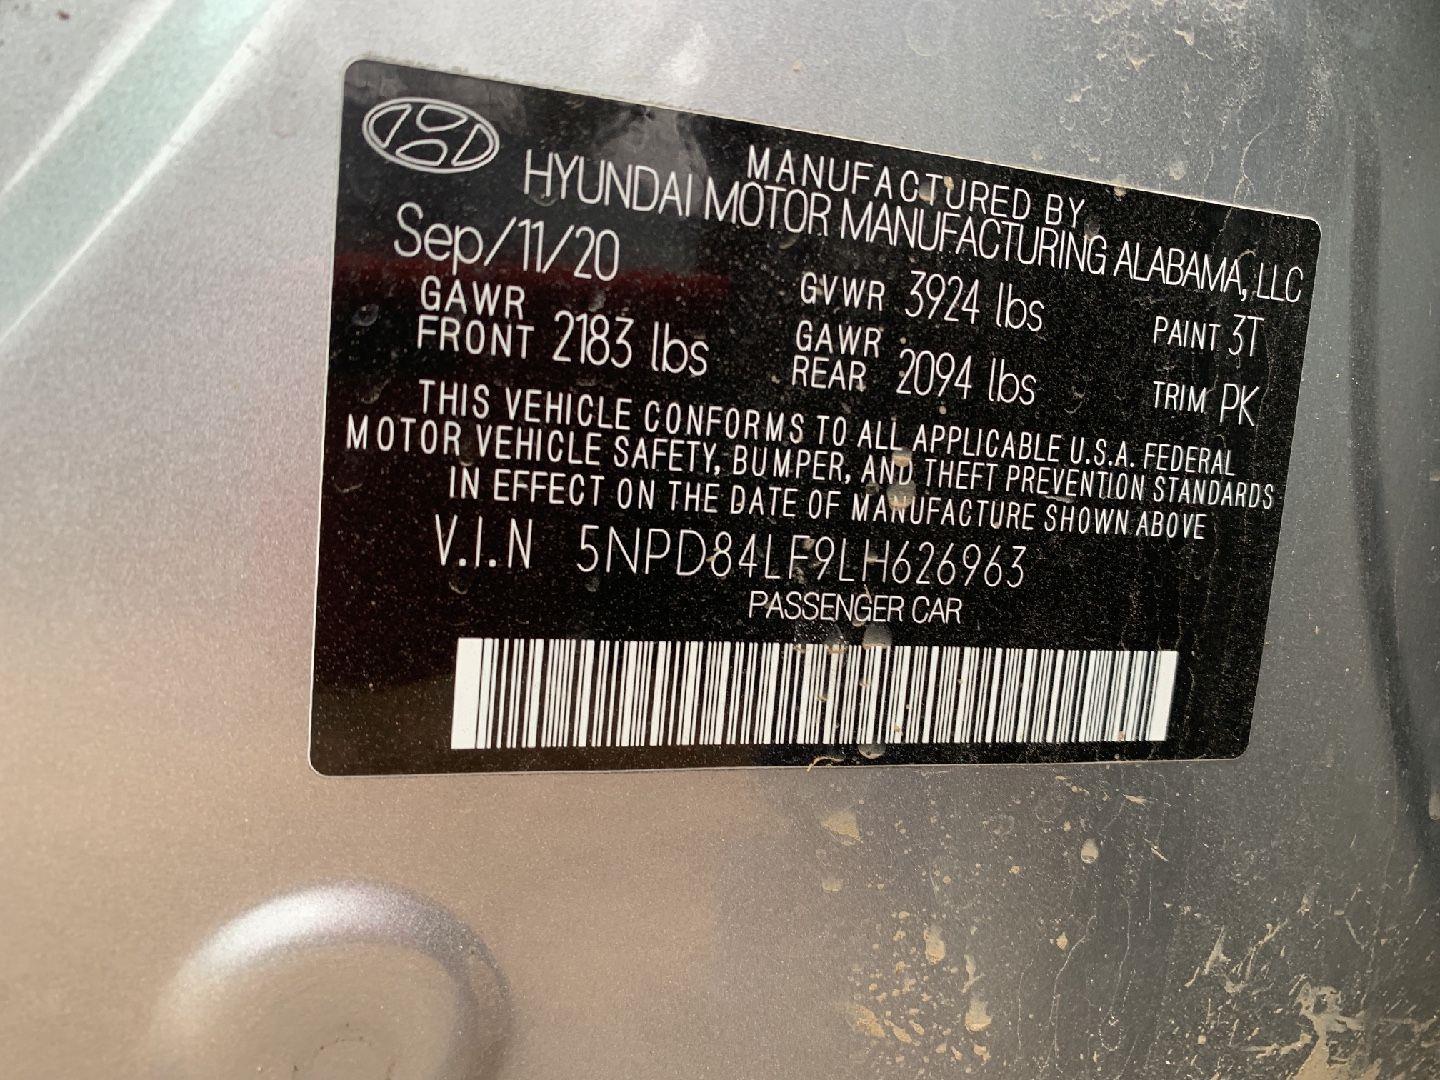 MANUFACTURED BY
HYUNDAI MOTOR MANUFACTURING ALABAMA, LLC
Sep/11/20
GVWR 3924 lbs
PAINT 3T
GAWR FRONT 2183 lbs
GAWR REAR 2094 lbs
TRIM PK
THIS VEHICLE CONFORMS TO ALL APPLICABLE U.S.A. FEDERAL
MOTOR VEHICLE SAFETY, BUMPER, AND THEFT PREVENTION STANDARDS
IN EFFECT ON THE DATE OF MANUFACTURE SHOWN ABOVE
V.I.N 5NPD84LF9LH626963
PASSENGER CAR